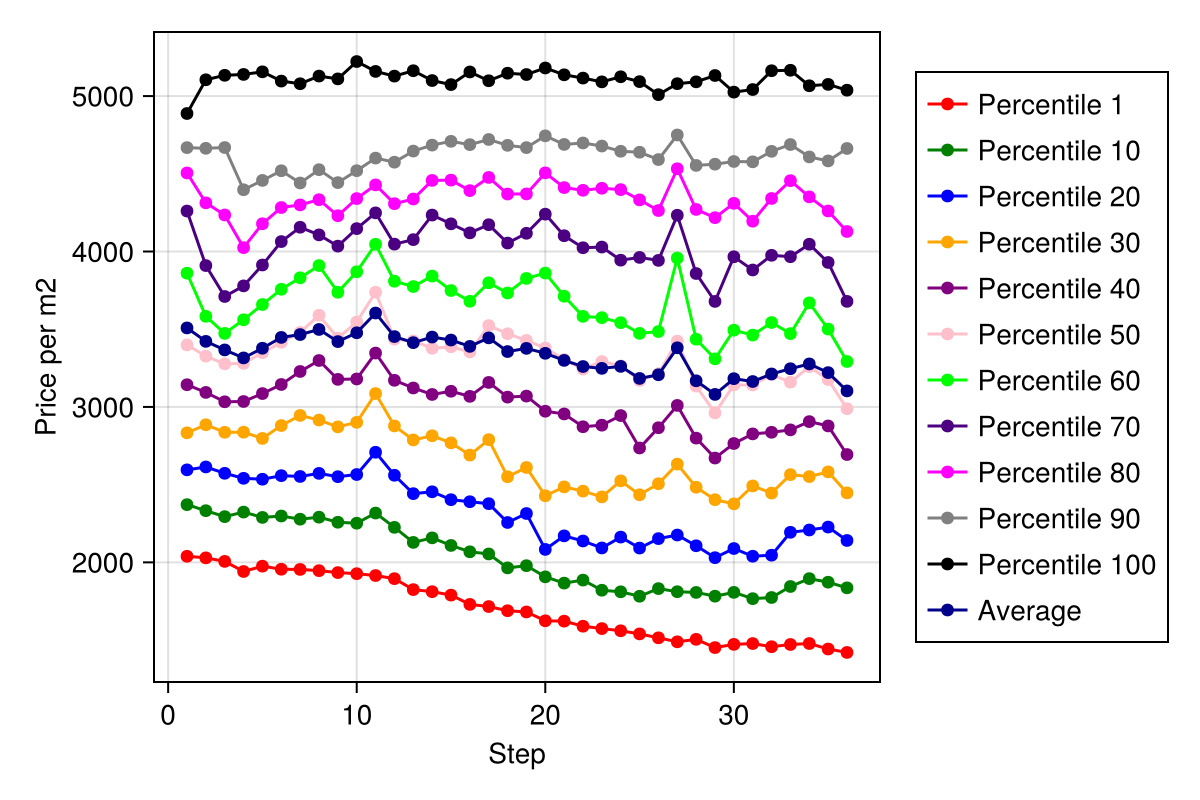 5000
4000
3000
2000
Price per m2
0 10 20 30
Step
Percentile 1
Percentile 10
Percentile 20
Percentile 30
Percentile 40
Percentile 50
Percentile 60
Percentile 70
Percentile 80
Percentile 90
Percentile 100
Average